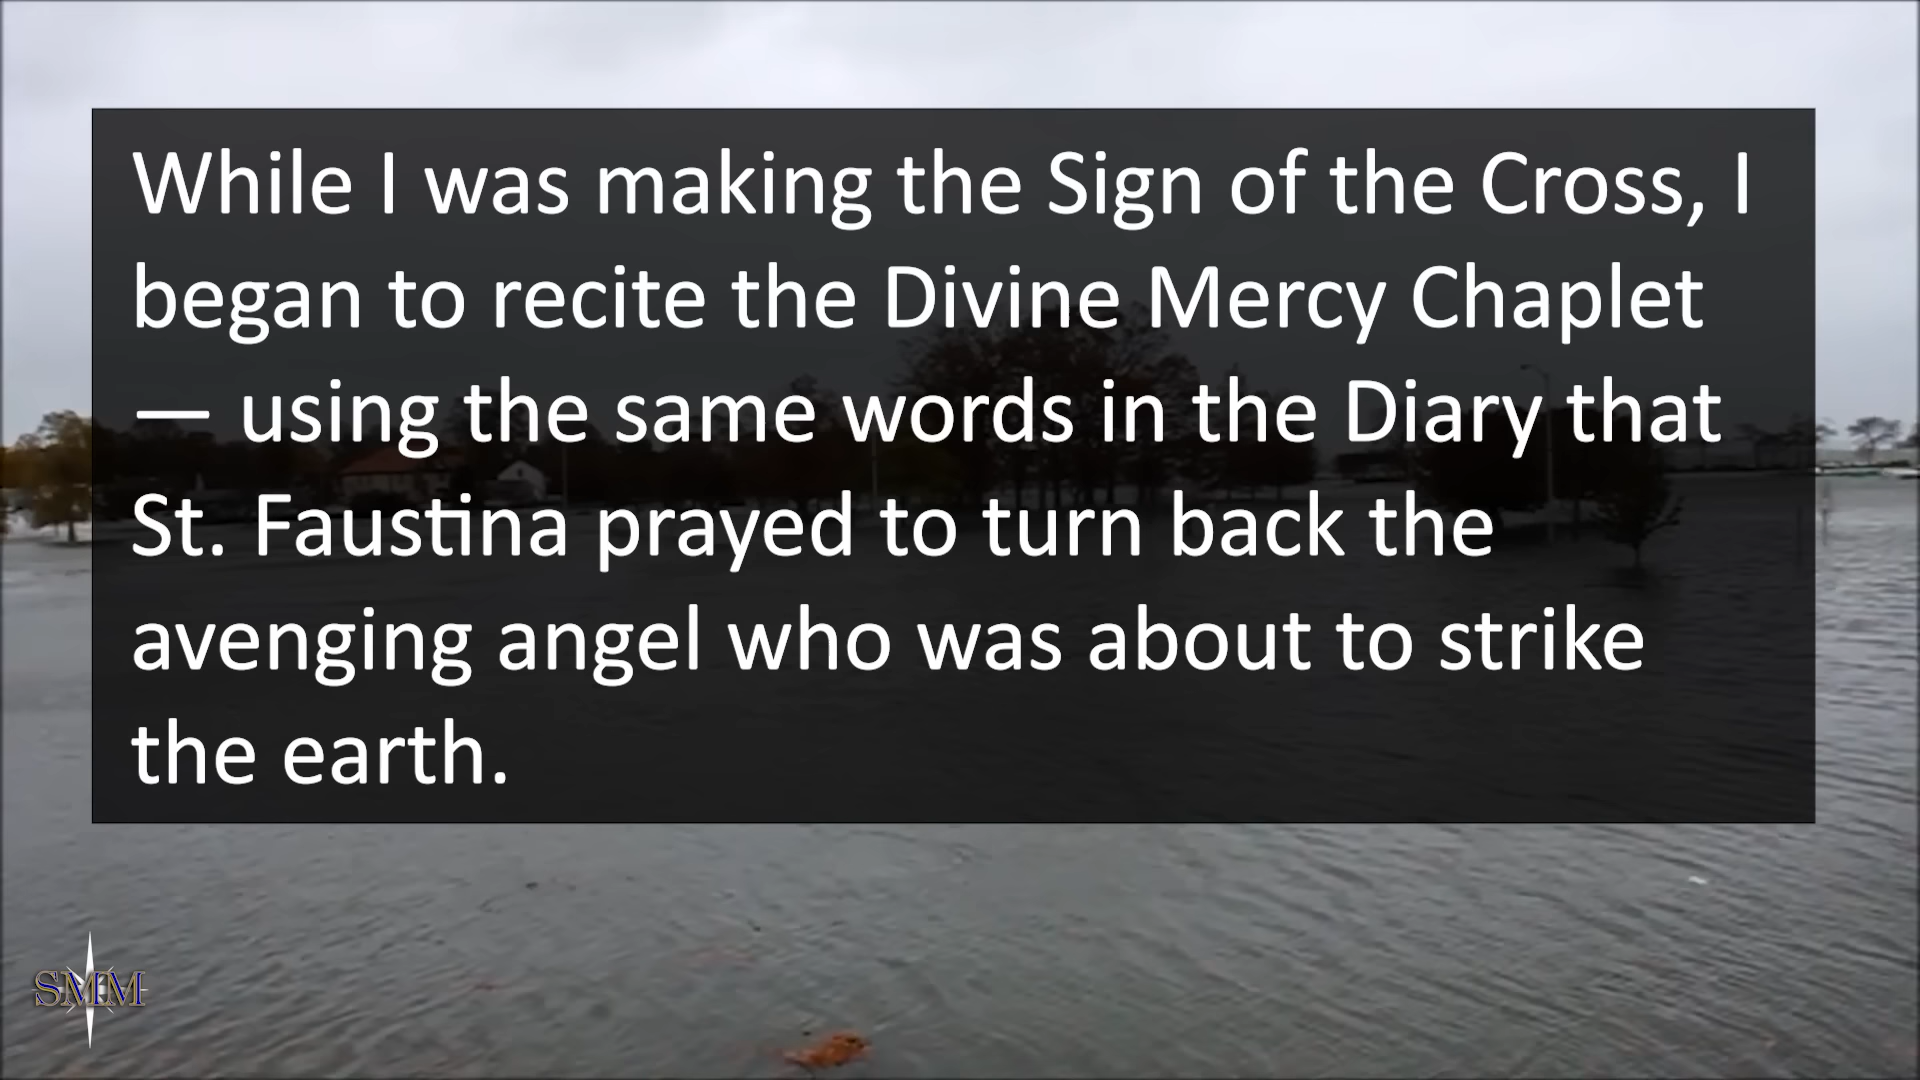 While I was making the Sign of the Cross, I
began to recite the Divine Mercy Chaplet
— using the same words in the Diary that
St. Faustina prayed to turn back the
avenging angel who was about to strike
the earth.
SMM